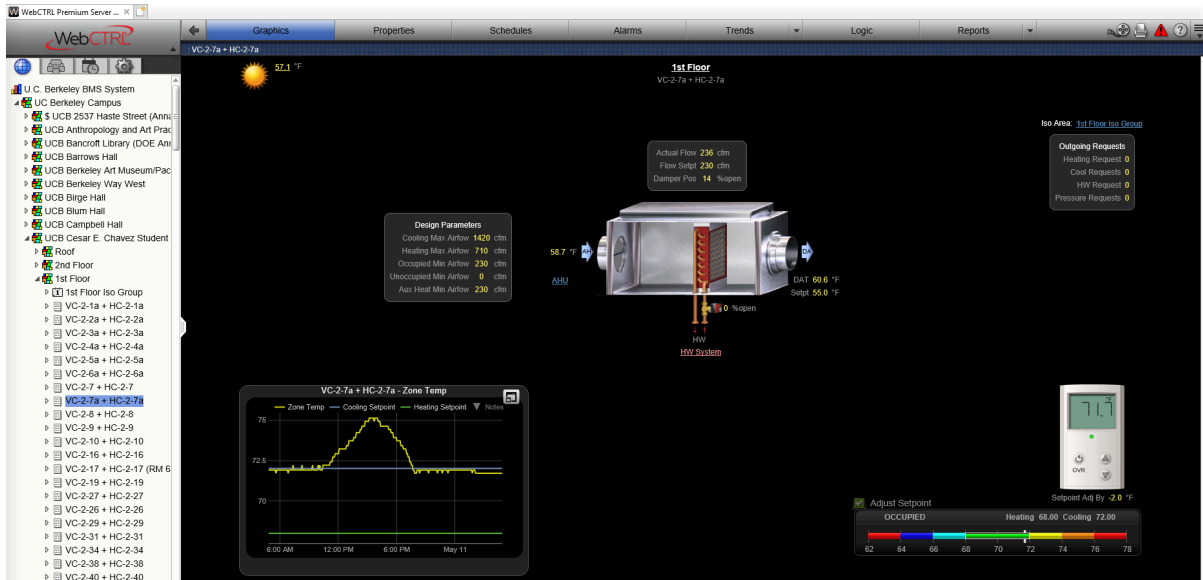 WebCTRL Premium Server ...
WebCTRL
Graphics
Properties
Schedules
Alarms
Trends
Logic
Reports
VC-2-7a + HC-2-7a
U.C. Berkeley BMS System
UC Berkeley Campus
$ UCB 2537 Haste Street (Anna
UCB Anthropology and Art Prac
UCB Bancroft Library (DOE Ann
UCB Barrows Hall
UCB Berkeley Art Museum/Pac
UCB Berkeley Way West
UCB Birge Hall
UCB Blum Hall
UCB Campbell Hall
UCB Cesar E. Chavez Student
Roof
2nd Floor
1st Floor
1st Floor Iso Group
VC-2-1a + HC-2-1a
VC-2-2a + HC-2-2a
VC-2-3a + HC-2-3a
VC-2-4a + HC-2-4a
VC-2-5a + HC-2-5a
VC-2-6a + HC-2-6a
VC-2-7 + HC-2-7
VC-2-7a + HC-2-7a
VC-2-8 + HC-2-8
VC-2-9 + HC-2-9
VC-2-10 + HC-2-10
VC-2-16 + HC-2-16
VC-2-17 + HC-2-17 (RM 6
VC-2-19 + HC-2-19
VC-2-27 + HC-2-27
VC-2-26 + HC-2-26
VC-2-29 + HC-2-29
VC-2-31 + HC-2-31
VC-2-34 + HC-2-34
VC-2-38 + HC-2-38
VC-2-40 + HC-2-40
57.1 °F
1st Floor
VC-2-7a + HC-2-7a
Iso Area: 1st Floor Iso Group
Outgoing Requests
Heating Request 0
Cool Requests 0
HW Request 0
Pressure Requests 0
Actual Flow 236 cfm
Flow Setpt 230 cfm
Damper Pos 14 %open
Design Parameters
Cooling Max Airflow 1420 cfm
Heating Max Airflow 710 cfm
Occupied Min Airflow 230 cfm
Unoccupied Min Airflow 0 cfm
Aux Heat Min Airflow 230 cfm
58.7 °F
AH
AHU
DA
DAT 60.6 °F
Setpt 55.0 °F
0 %open
HW
HW System
VC-2-7a + HC-2-7a - Zone Temp
Zone Temp
Cooling Setpoint
Heating Setpoint
Notes
75
72.5
70
6:00 AM
12:00 PM
6:00 PM
May 11
71.7 °F
OVR
Setpoint Adj By -2.0 °F
Adjust Setpoint
OCCUPIED
Heating 68.00 Cooling 72.00
62 64 66 68 70 72 74 76 78